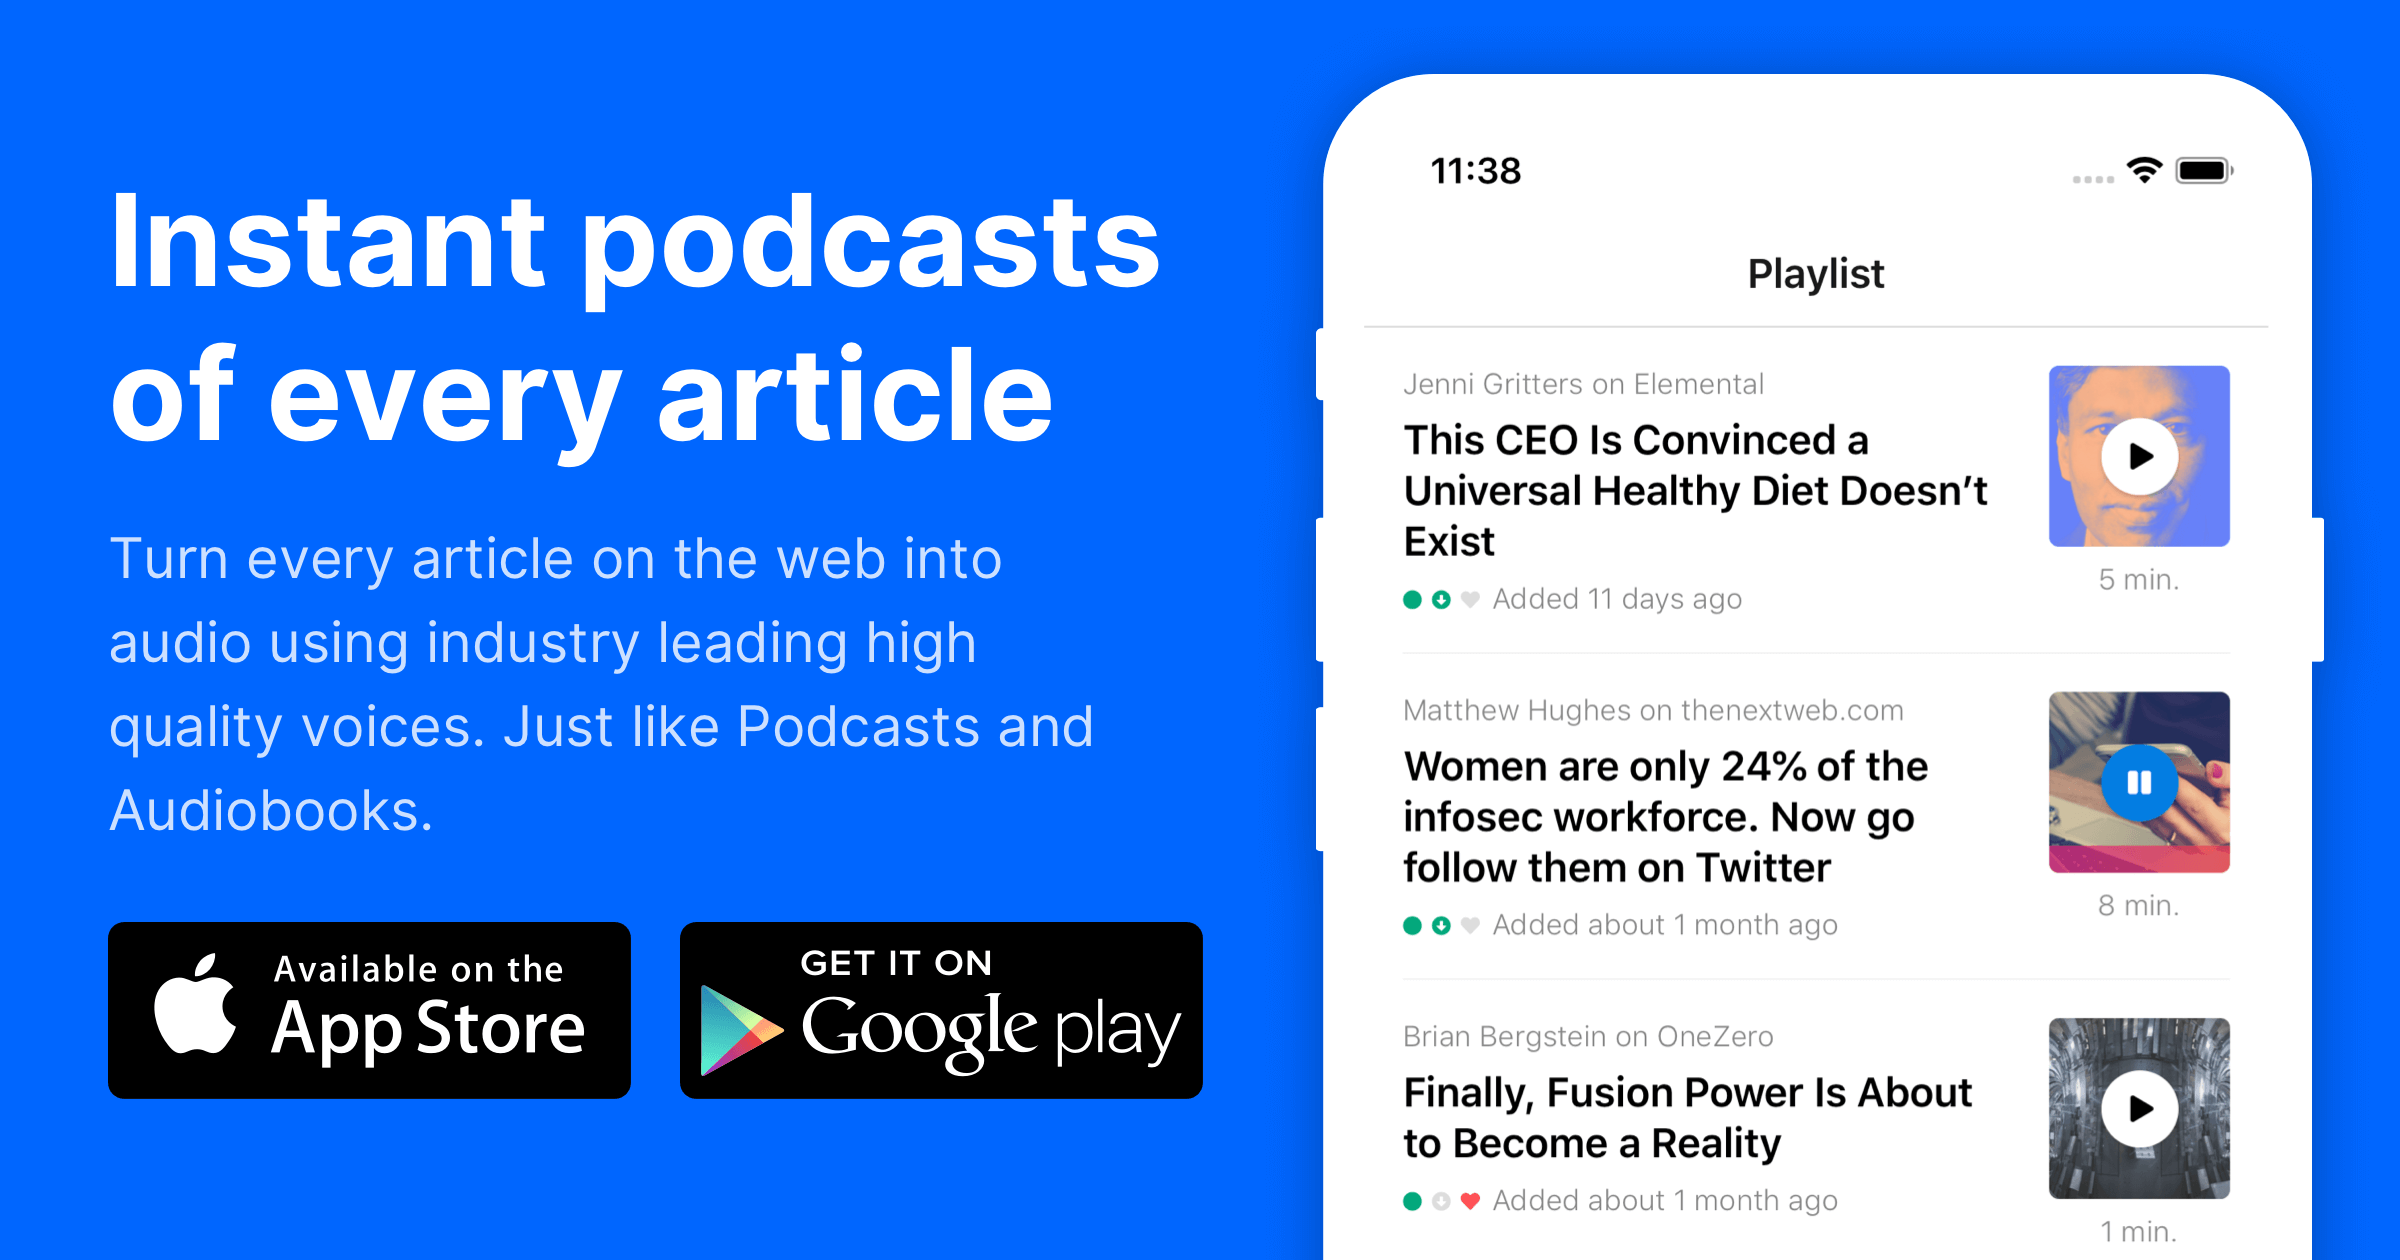 Instant podcasts
of every article
Turn every article on the web into
audio using industry leading high
quality voices. Just like Podcasts and
Audiobooks.
Available on the
App Store
GET IT ON
Google play
11:38
Playlist
Jenni Gritters on Elemental
This CEO Is Convinced a
Universal Healthy Diet Doesn’t
Exist
Added 11 days ago
5 min.
Matthew Hughes on thenextweb.com
Women are only 24% of the
infosec workforce. Now go
follow them on Twitter
Added about 1 month ago
8 min.
Brian Bergstein on OneZero
Finally, Fusion Power Is About
to Become a Reality
Added about 1 month ago
1 min.